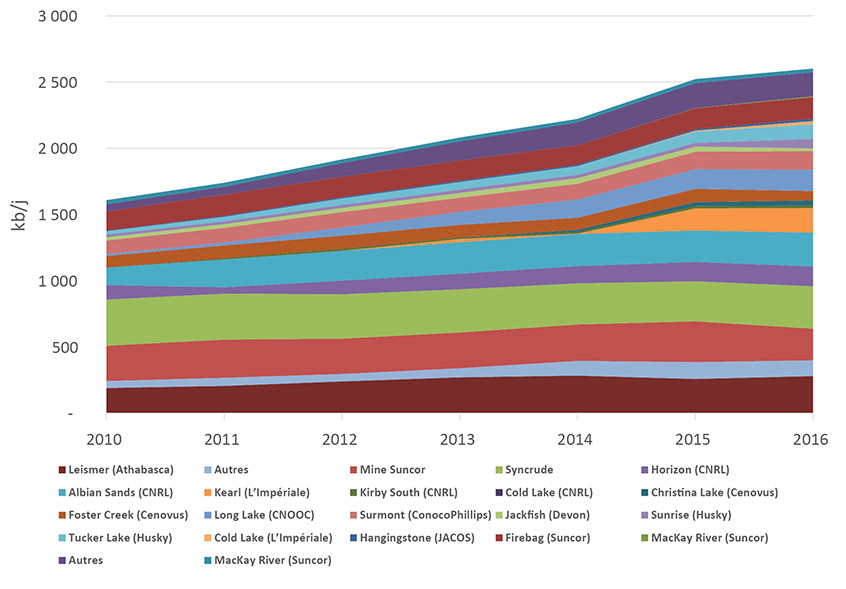 3 000
2 500
2 000
1 500
1 000
500
-
kb/j
2010 2011 2012 2013 2014 2015 2016
Leismer (Athabasca) Autres Mine Suncor Syncrude Horizon (CNRL)
Albian Sands (CNRL) Kearl (L'Impériale) Kirby South (CNRL) Cold Lake (CNRL) Christina Lake (Cenovus)
Foster Creek (Cenovus) Long Lake (CNOOC) Surmont (ConocoPhillips) Jackfish (Devon) Sunrise (Husky)
Tucker Lake (Husky) Cold Lake (L'Impériale) Hangingstone (JACOS) Firebag (Suncor) MacKay River (Suncor)
Autres MacKay River (Suncor)